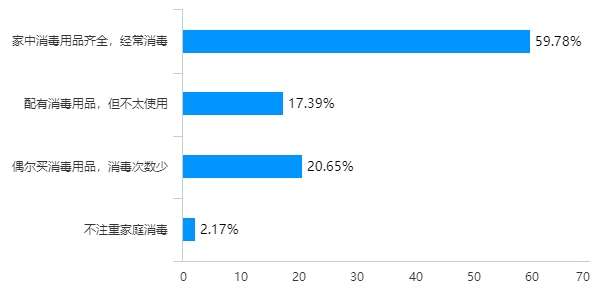 家中消毒用品齐全，经常消毒
59.78%
配有消毒用品，但不太使用
17.39%
偶尔买消毒用品，消毒次数少
20.65%
不注重家庭消毒
2.17%
0 10 20 30 40 50 60 70